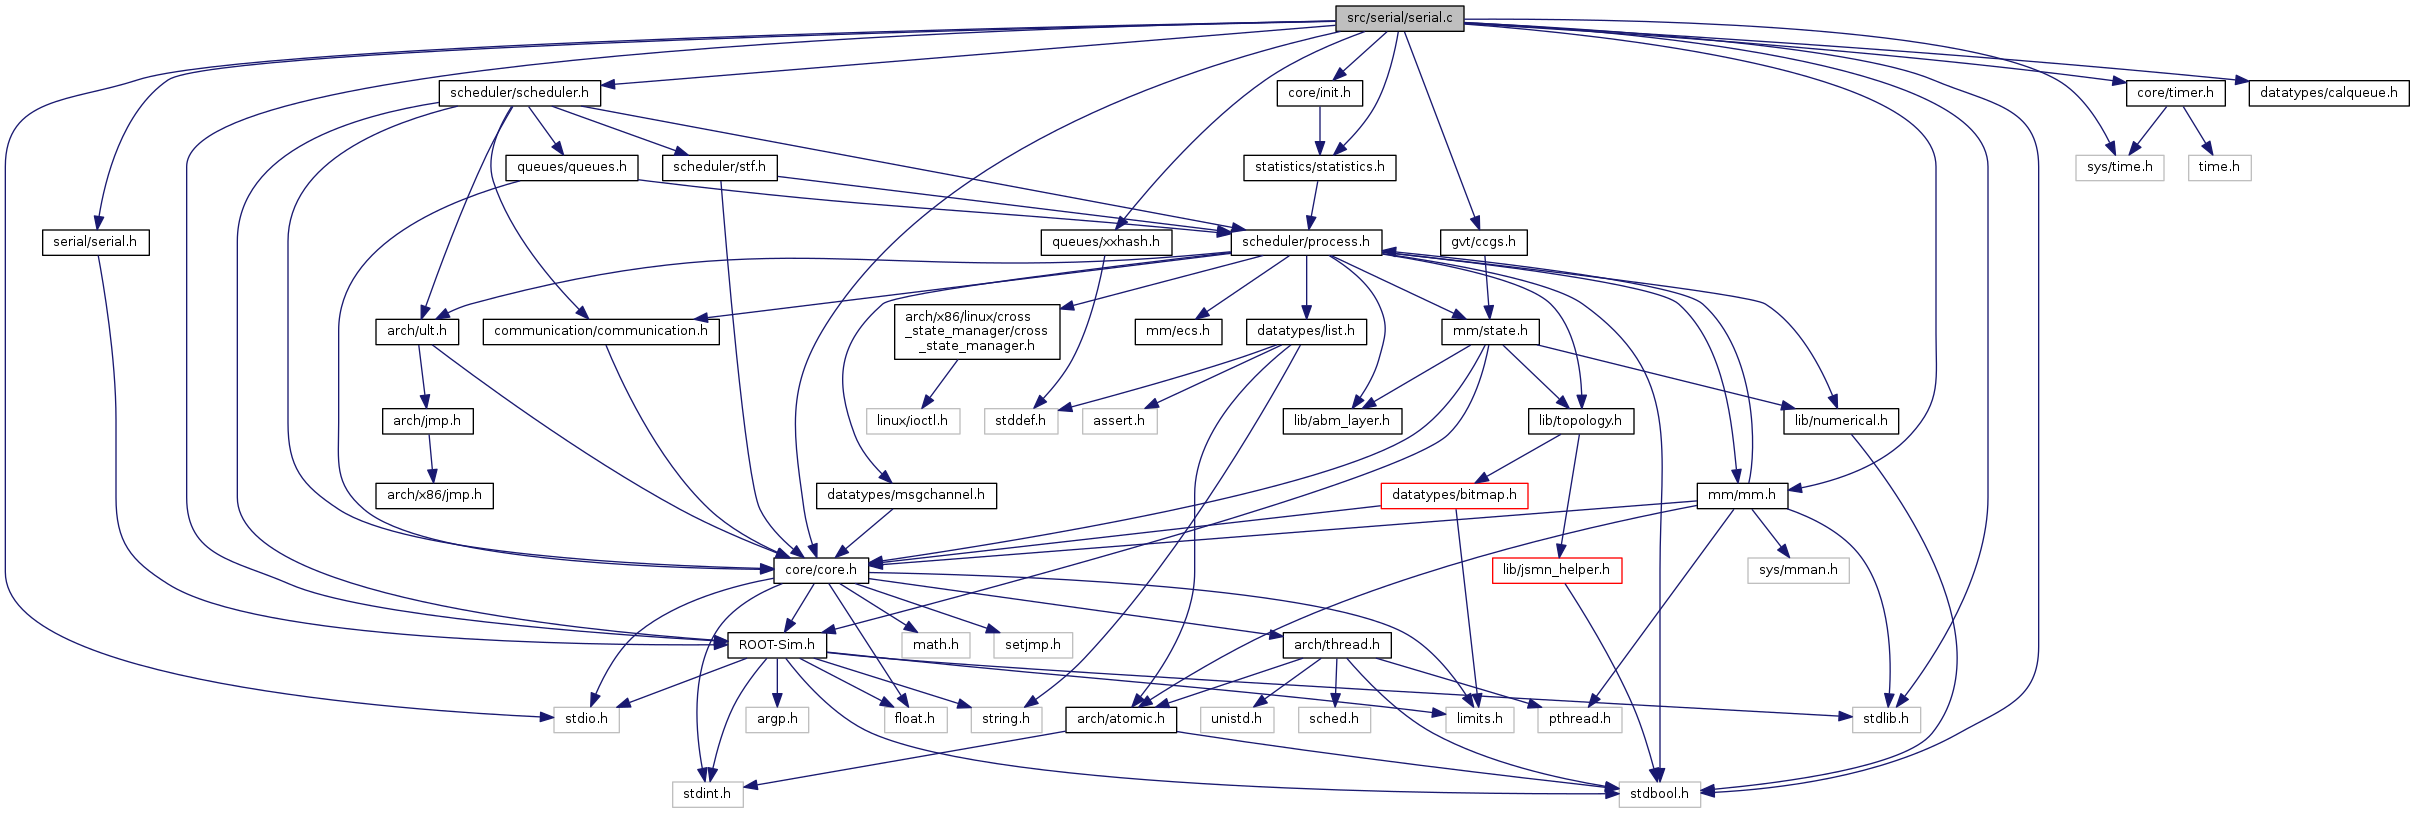 src/serial/serial.c
scheduler/scheduler.h
core/init.h
core/timer.h
datatypes/calqueue.h
queues/queues.h
scheduler/stf.h
statistics/statistics.h
sys/time.h
time.h
serial/serial.h
queues/xxhash.h
scheduler/process.h
gvt/ccgs.h
arch/ult.h
communication/communication.h
arch/x86/linux/cross
_state_manager/cross
_state_manager.h
mm/ecs.h
datatypes/list.h
mm/state.h
arch/jmp.h
linux/ioctl.h
stddef.h
assert.h
lib/abm_layer.h
lib/topology.h
lib/numerical.h
arch/x86/jmp.h
datatypes/msgchannel.h
datatypes/bitmap.h
mm/mm.h
core/core.h
lib/jsmn_helper.h
sys/mman.h
ROOT-Sim.h
math.h
setjmp.h
arch/thread.h
stdio.h
argp.h
float.h
string.h
arch/atomic.h
unistd.h
sched.h
limits.h
pthread.h
stdlib.h
stdint.h
stdbool.h